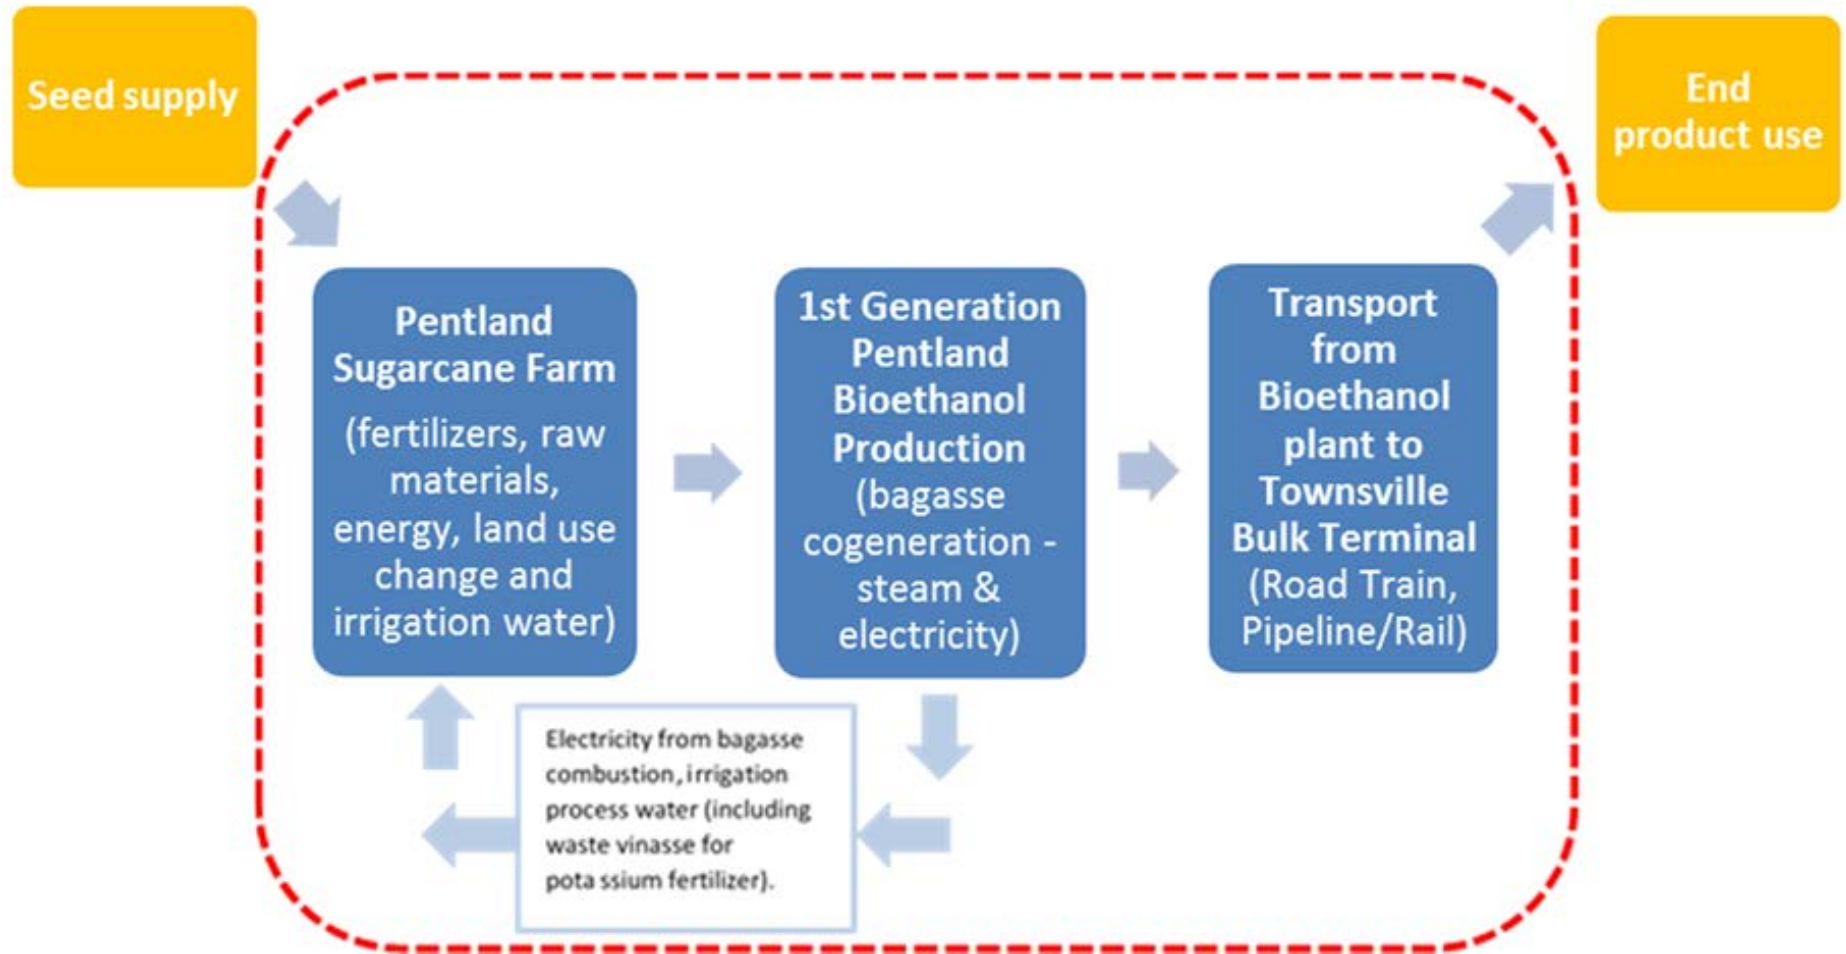 Seed supply
End
product use
Pentland
Sugarcane Farm
(fertilizers, raw
materials,
energy, land use
change and
irrigation water)
1st Generation
Pentland
Bioethanol
Production
(bagasse
cogeneration -
steam &
electricity)
Transport
from
Bioethanol
plant to
Townsville
Bulk Terminal
(Road Train,
Pipeline/Rail)
Electricity from bagasse
combustion, irrigation
process water (including
waste vinasse for
pota ssium fertilizer).